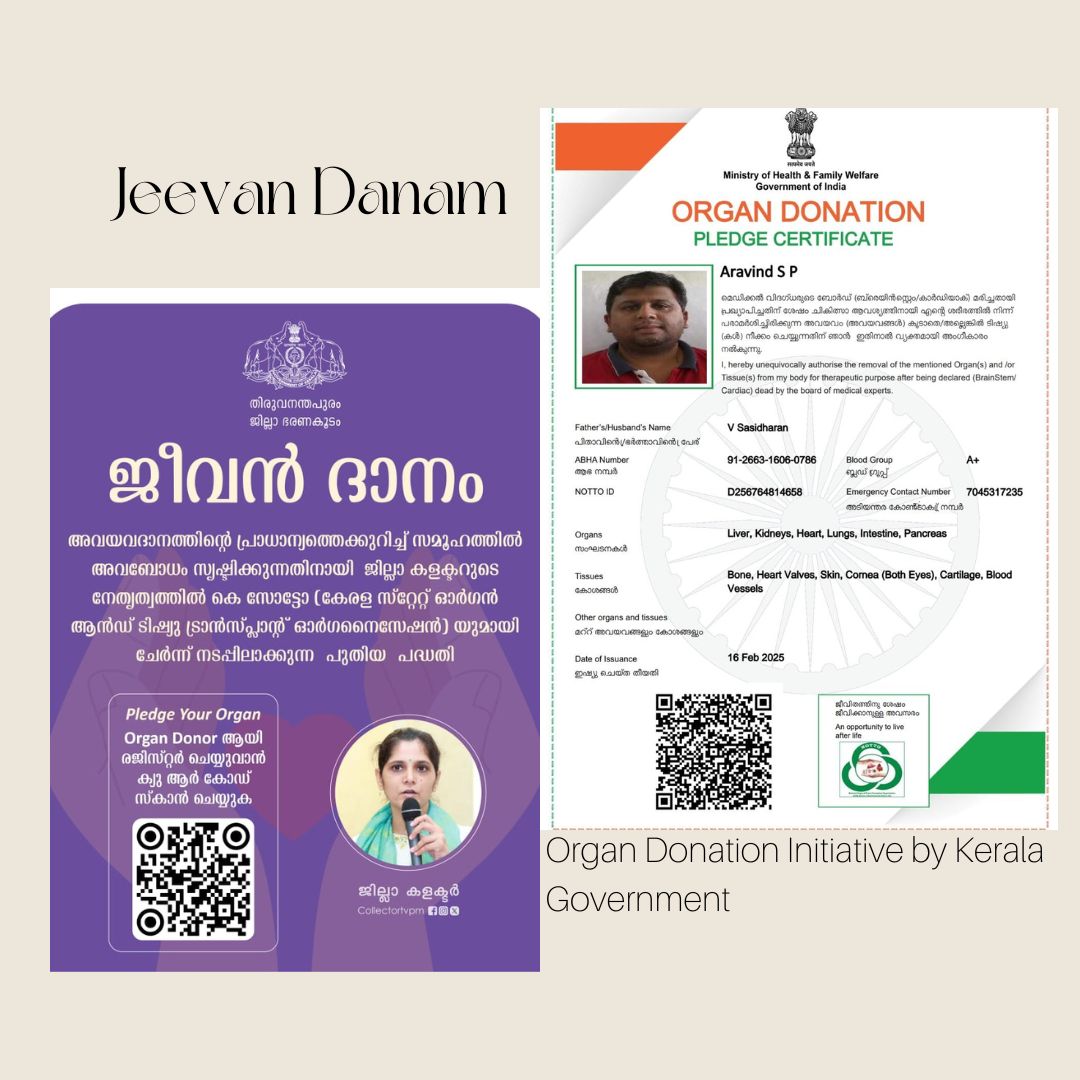 Jeevan Danam
തിരുവനന്തപുരം
ജില്ലാ ഭരണകൂടം
ജീവൻ ദാനം
അവയവദാനത്തിന്റെ പ്രാധാന്യത്തെക്കുറിച്ച് സമൂഹത്തിൽ
അവബോധം സൃഷ്ടിക്കുന്നതിനായി ജില്ലാ കളക്ടറുടെ
നേതൃത്വത്തിൽ കെ സോട്ടോ (കേരള സ്റ്റേറ്റ് ഓർഗൻ
ആൻഡ് ടിഷ്യു ട്രാൻസ്പ്ലാന്റ് ഓർഗനൈസേഷൻ) യുമായി
ചേർന്ന് നടപ്പിലാക്കുന്ന പുതിയ പദ്ധതി
Pledge Your Organ
Organ Donor ആയി
രജിസ്റ്റർ ചെയ്യുവാൻ
ക്യു ആർ കോഡ്
സ്കാൻ ചെയ്യുക
ജില്ലാ കളക്ടർ
Collectortvpm
सत्यमेव जयते
Ministry of Health & Family Welfare
Government of India
ORGAN DONATION
PLEDGE CERTIFICATE
Aravind S P
മെഡിക്കൽ വിദഗ്ധരുടെ ബോർഡ് (ബ്രെയിൻസ്റ്റെം/കാർഡിയാക്) മരിച്ചതായി
പ്രഖ്യാപിച്ചതിന് ശേഷം ചികിത്സാ ആവശ്യത്തിനായി എന്റെ ശരീരത്തിൽ നിന്ന്
പരാമർശിച്ചിരിക്കുന്ന അവയവം (അവയവങ്ങൾ) കൂടാതെ/അല്ലെങ്കിൽ ടിഷ്യു
(കൾ) നീക്കം ചെയ്യുന്നതിന് ഞാൻ ഇതിനാൽ വ്യക്തമായി അംഗീകാരം
നൽകുന്നു.
I, hereby unequivocally authorise the removal of the mentioned Organ(s) and /or
Tissue(s) from my body for therapeutic purpose after being declared (BrainStem/
Cardiac) dead by the board of medical experts.
Father's/Husband's Name V Sasidharan
പിതാവിന്റെ/ഭർത്താവിന്റെ പേര്
ABHA Number 91-2663-1606-0786 Blood Group A+
ആഭ നമ്പർ ബ്ലഡ് ഗ്രൂപ്പ്
NOTTO ID D256764814658 Emergency Contact Number 7045317235
അടിയന്തര കോൺടാക്ട് നമ്പർ
Organs Liver, Kidneys, Heart, Lungs, Intestine, Pancreas
സംഘടനകൾ
Tissues Bone, Heart Valves, Skin, Cornea (Both Eyes), Cartilage, Blood
കോശങ്ങൾ Vessels
Other organs and tissues
മറ്റ് അവയവങ്ങളും കോശങ്ങളും
Date of Issuance 16 Feb 2025
ഇഷ്യു ചെയ്ത തീയതി
ജീവിതത്തിനു ശേഷം
ജീവിക്കാനുള്ള അവസരം
An opportunity to live
after life
NOTTO
Organ Donation Initiative by Kerala
Government